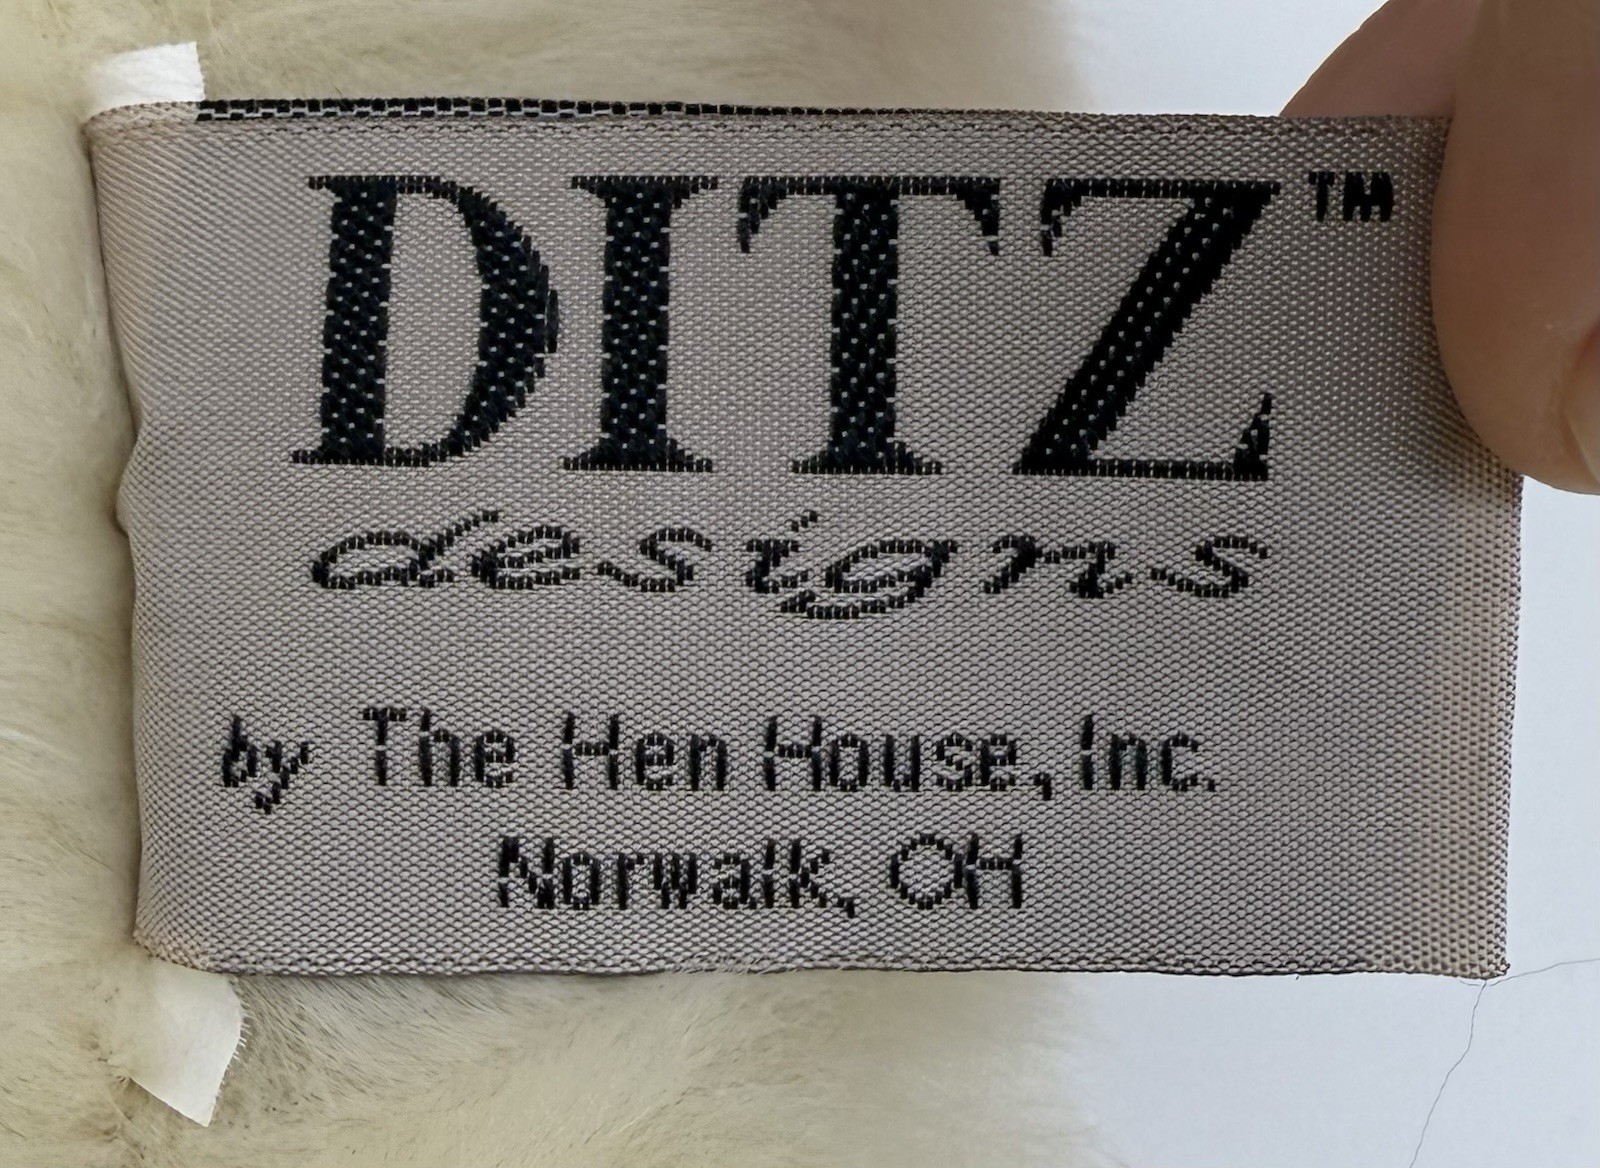 DITZ™
designs
by The Hen House, Inc.
Norwalk, OH